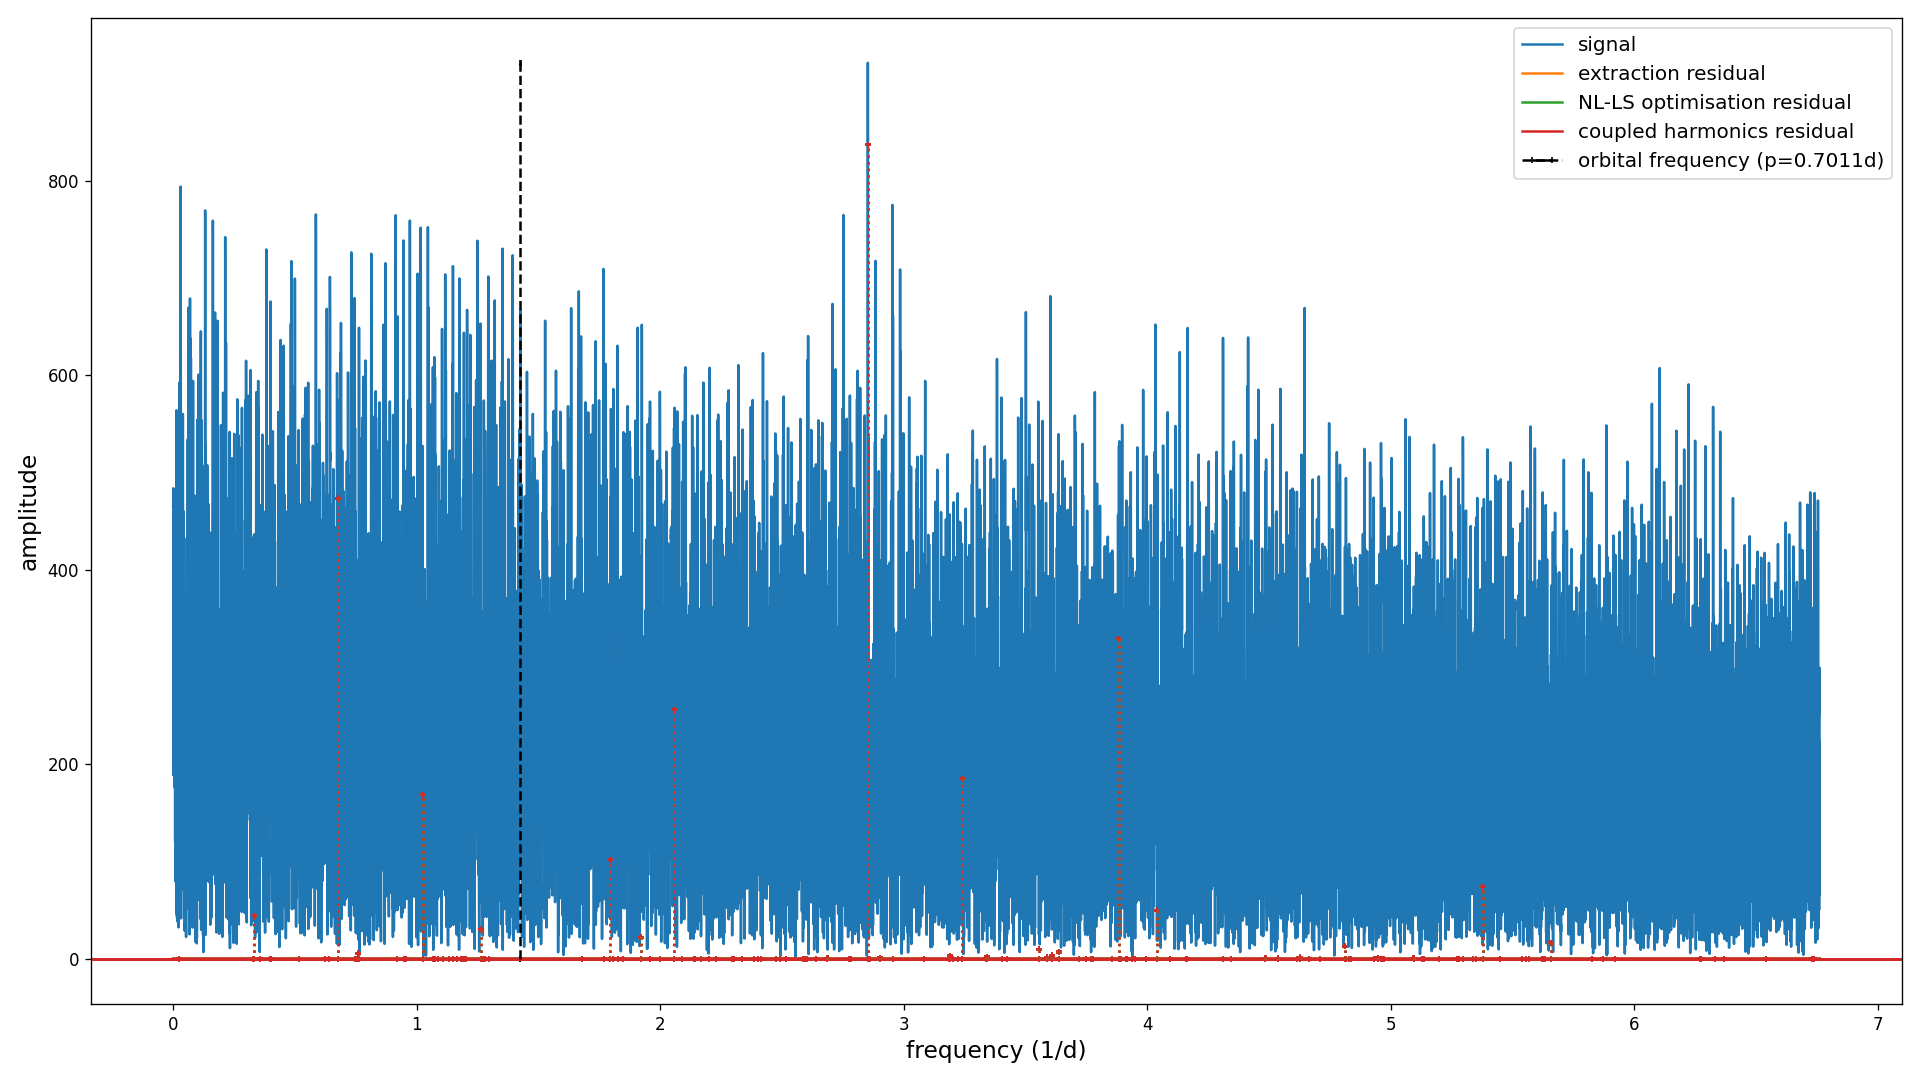 signal
extraction residual
NL-LS optimisation residual
coupled harmonics residual
orbital frequency (p=0.7011d)
amplitude
800
600
400
200
0
0 1 2 3 4 5 6 7
frequency (1/d)